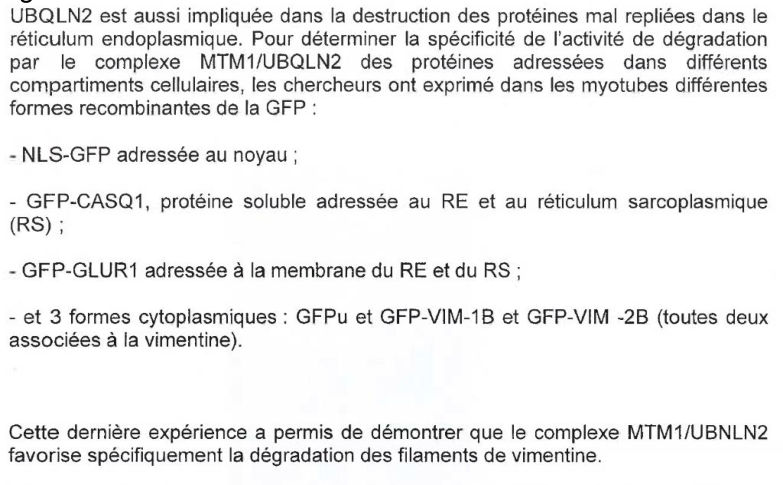 UBQLN2 est aussi impliquée dans la destruction des protéines mal repliées dans le
réticulum endoplasmique. Pour déterminer la spécificité de l'activité de dégradation
par le complexe MTM1/UBQLN2 des protéines adressées dans différents
compartiments cellulaires, les chercheurs ont exprimé dans les myotubes différentes
formes recombinantes de la GFP :
- NLS-GFP adressée au noyau ;
- GFP-CASQ1, protéine soluble adressée au RE et au réticulum sarcoplasmique
(RS) ;
- GFP-GLUR1 adressée à la membrane du RE et du RS ;
- et 3 formes cytoplasmiques : GFPu et GFP-VIM-1B et GFP-VIM -2B (toutes deux
associées à la vimentine).
Cette dernière expérience a permis de démontrer que le complexe MTM1/UBNLN2
favorise spécifiquement la dégradation des filaments de vimentine.